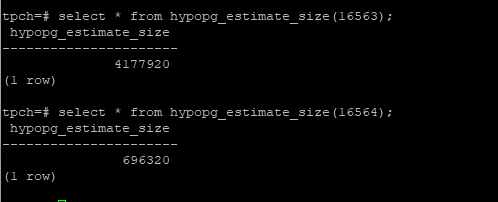 tpch=# select * from hypopg_estimate_size(16563);
 hypopg_estimate_size
----------------------
              4177920
(1 row)

tpch=# select * from hypopg_estimate_size(16564);
 hypopg_estimate_size
----------------------
               696320
(1 row)